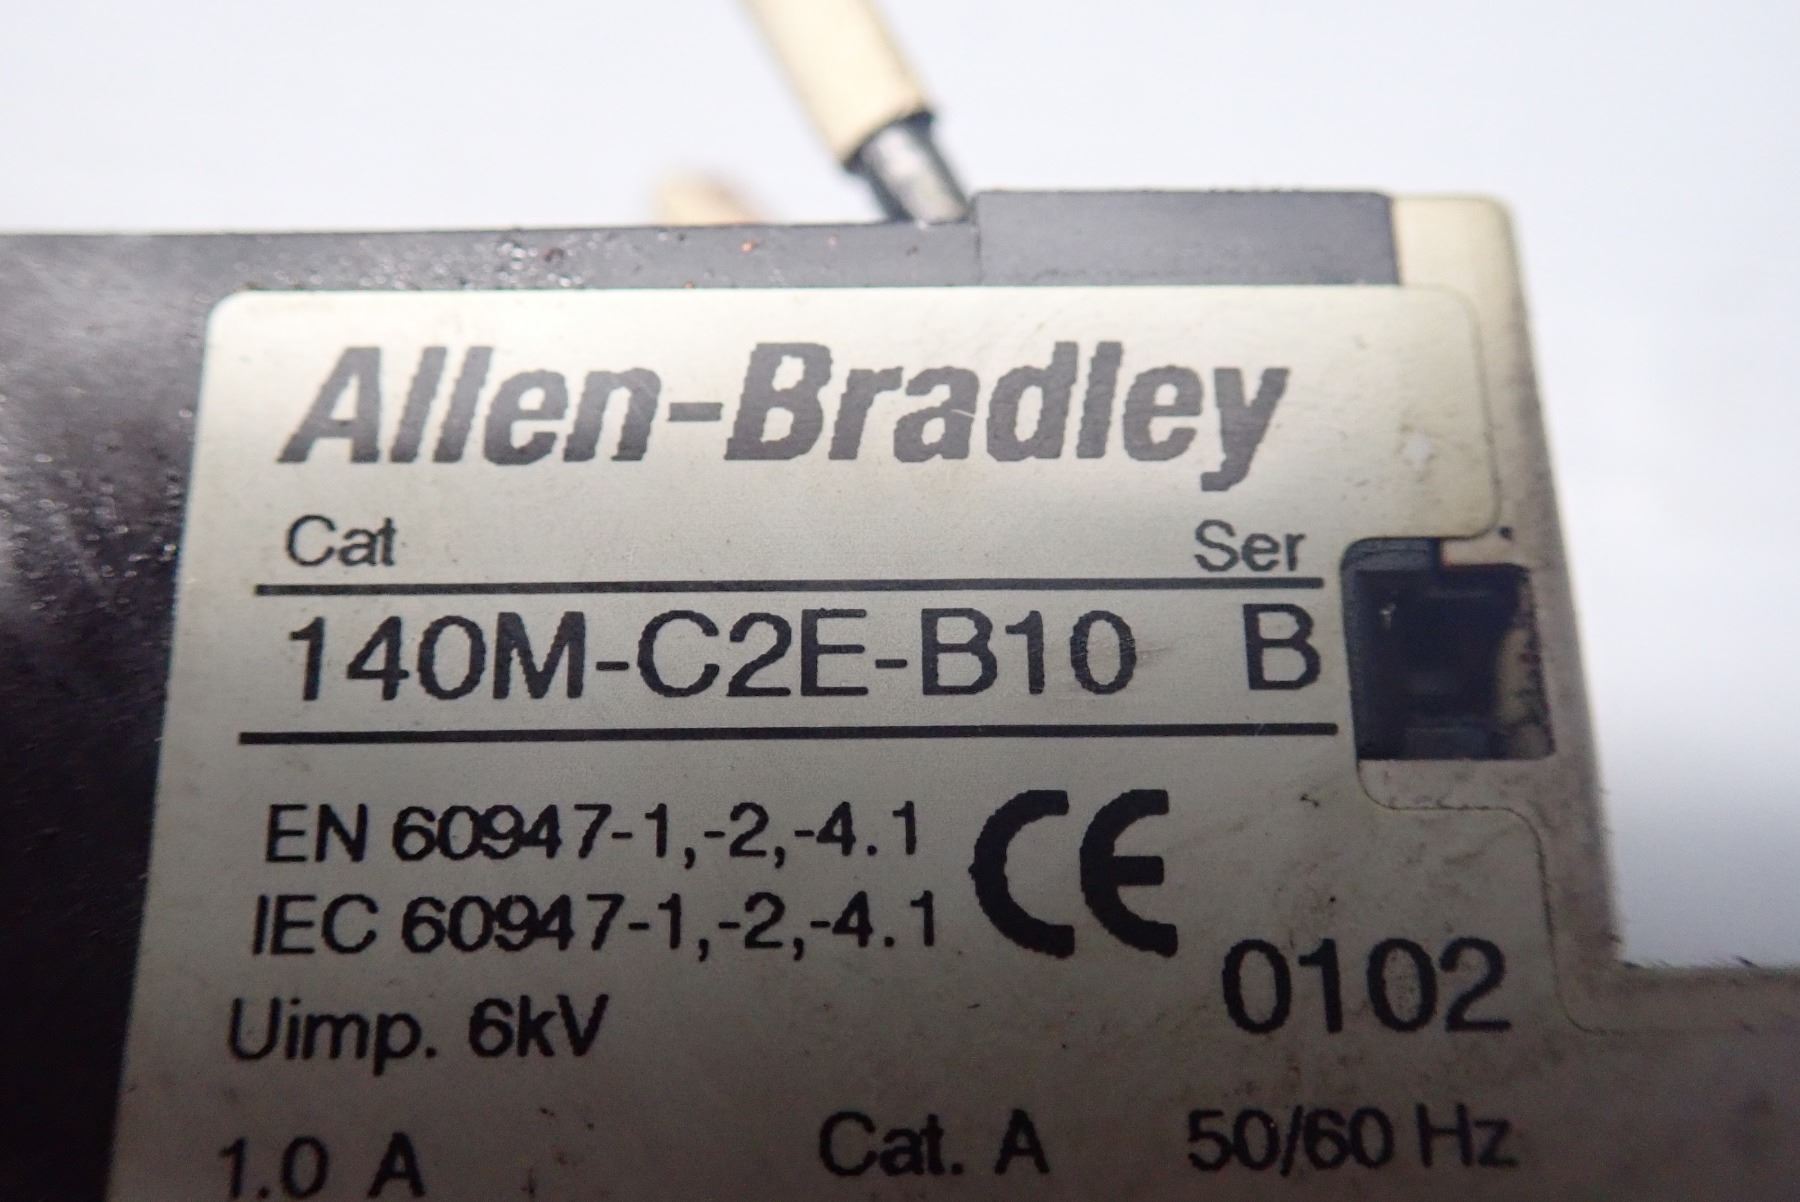 Allen-Bradley
Cat Ser
140M-C2E-B10 B
EN 60947-1,-2,-4.1
IEC 60947-1,-2,-4.1
CE
0102
Uimp. 6kV
1.0 A Cat. A 50/60 Hz